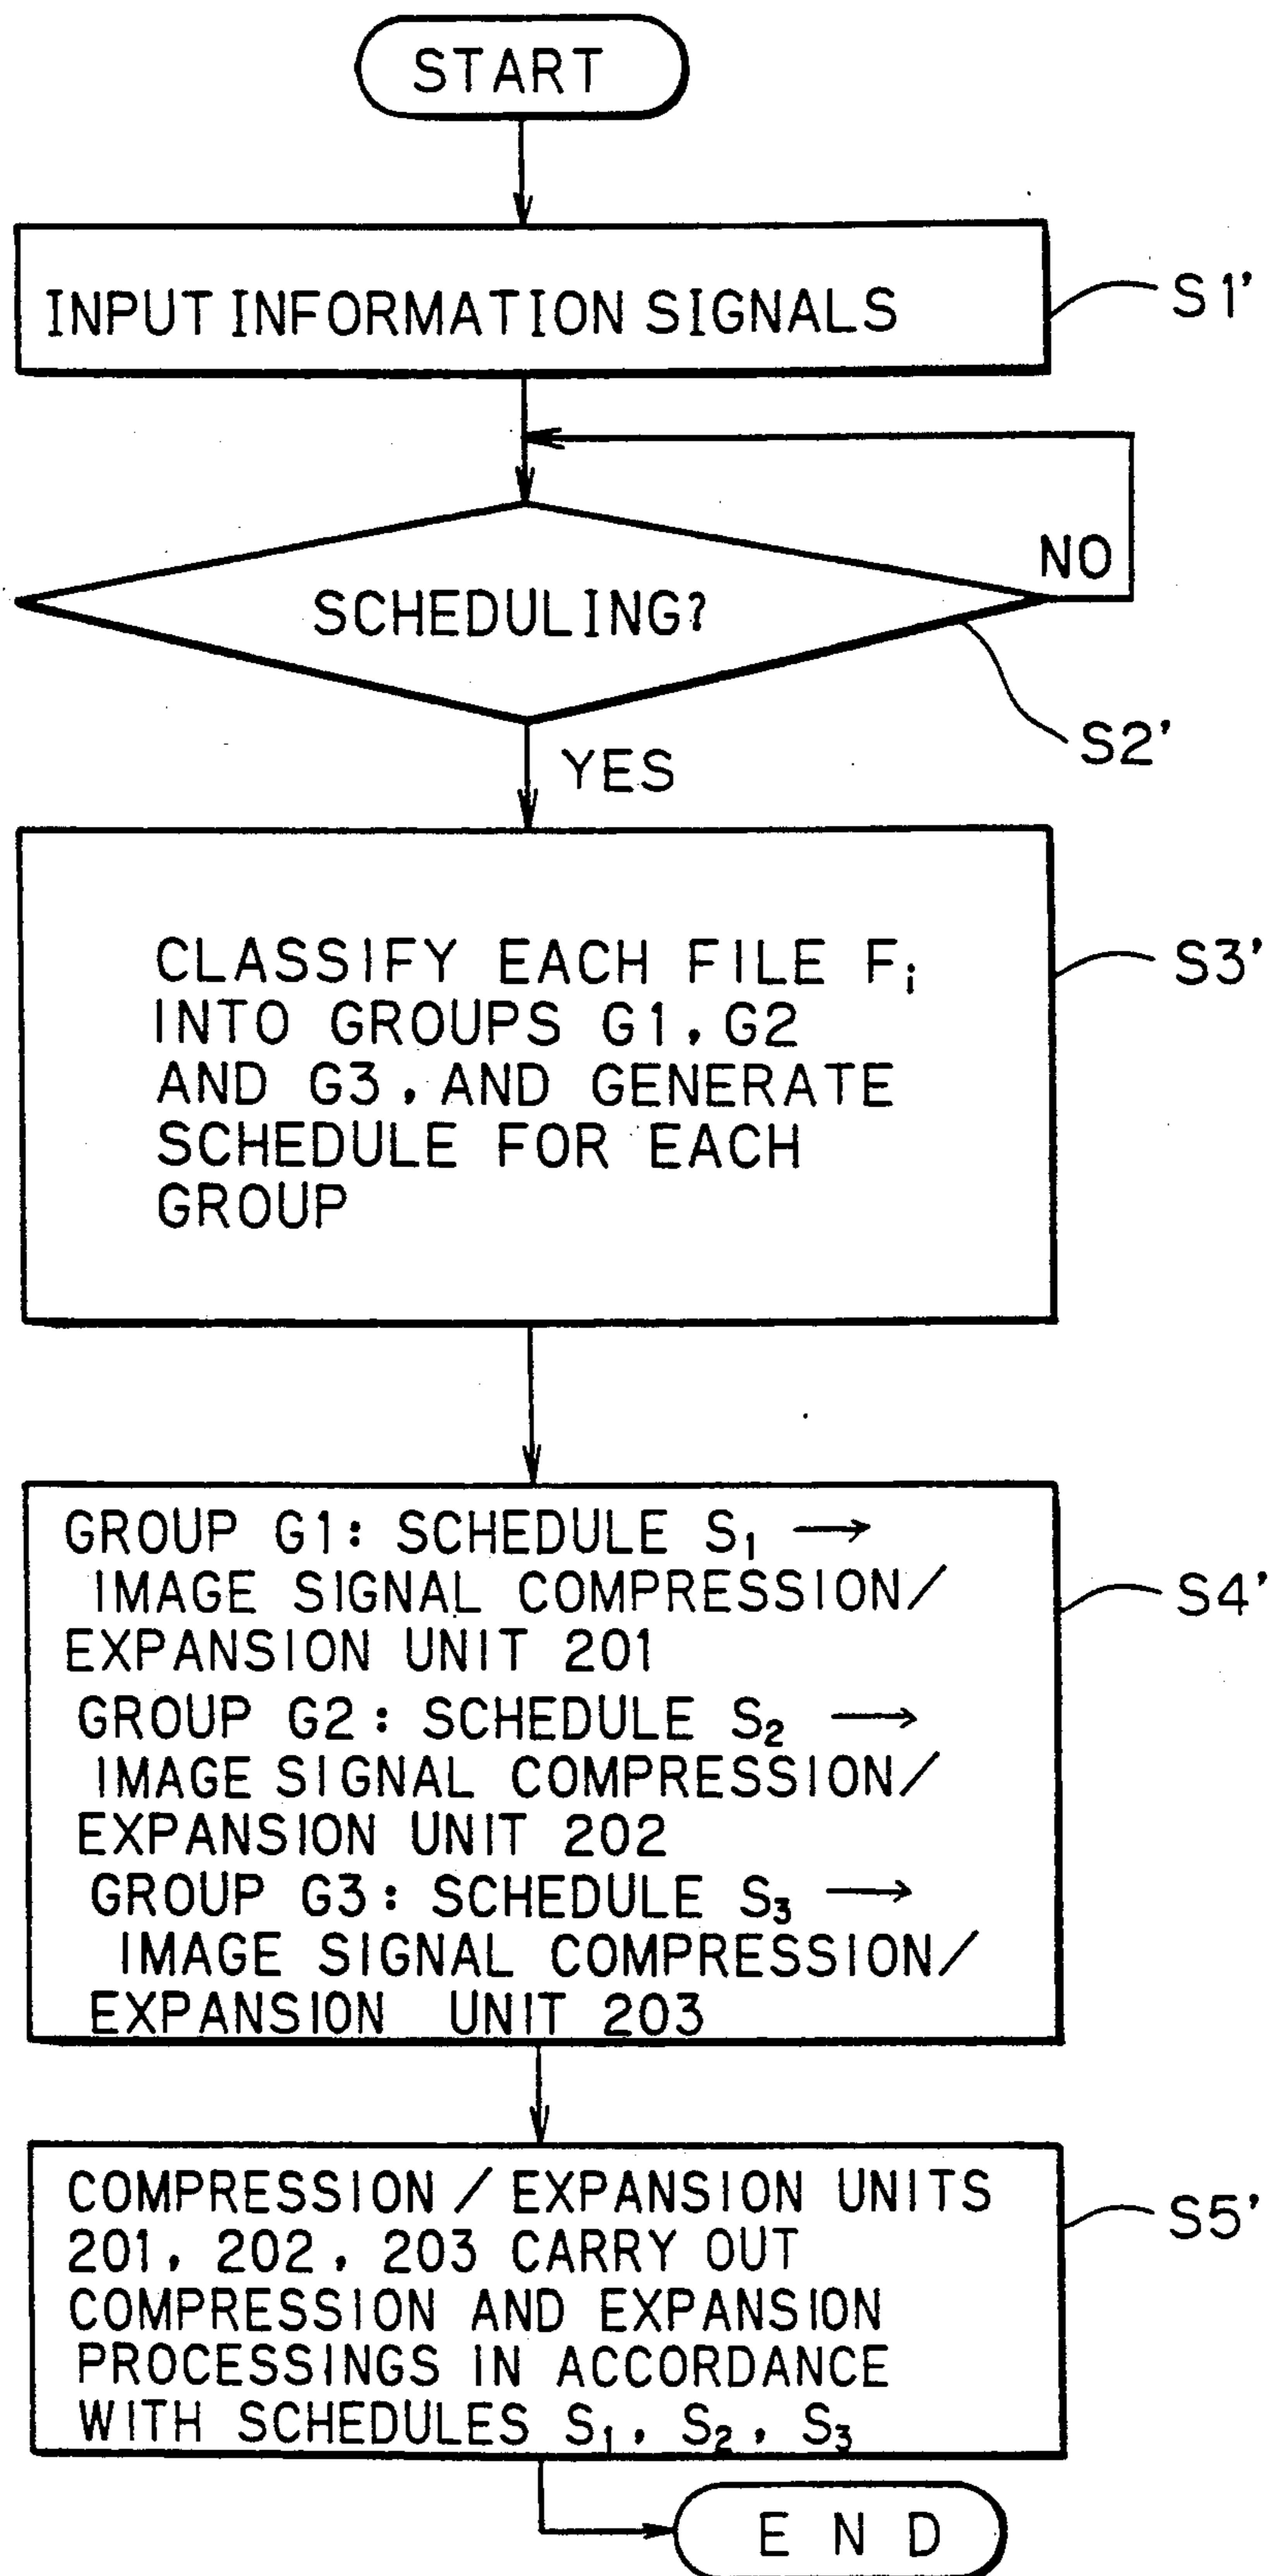 START
INPUT INFORMATION SIGNALS
S1'
NO
SCHEDULING?
S2'
YES
CLASSIFY EACH FILE Fi
INTO GROUPS G1, G2
AND G3, AND GENERATE
SCHEDULE FOR EACH
GROUP
S3'
GROUP G1: SCHEDULE S1 →
IMAGE SIGNAL COMPRESSION/
EXPANSION UNIT 201
GROUP G2: SCHEDULE S2 →
IMAGE SIGNAL COMPRESSION/
EXPANSION UNIT 202
GROUP G3: SCHEDULE S3 →
IMAGE SIGNAL COMPRESSION/
EXPANSION UNIT 203
S4'
COMPRESSION / EXPANSION UNITS
201, 202, 203 CARRY OUT
COMPRESSION AND EXPANSION
PROCESSINGS IN ACCORDANCE
WITH SCHEDULES S1, S2, S3
S5'
END